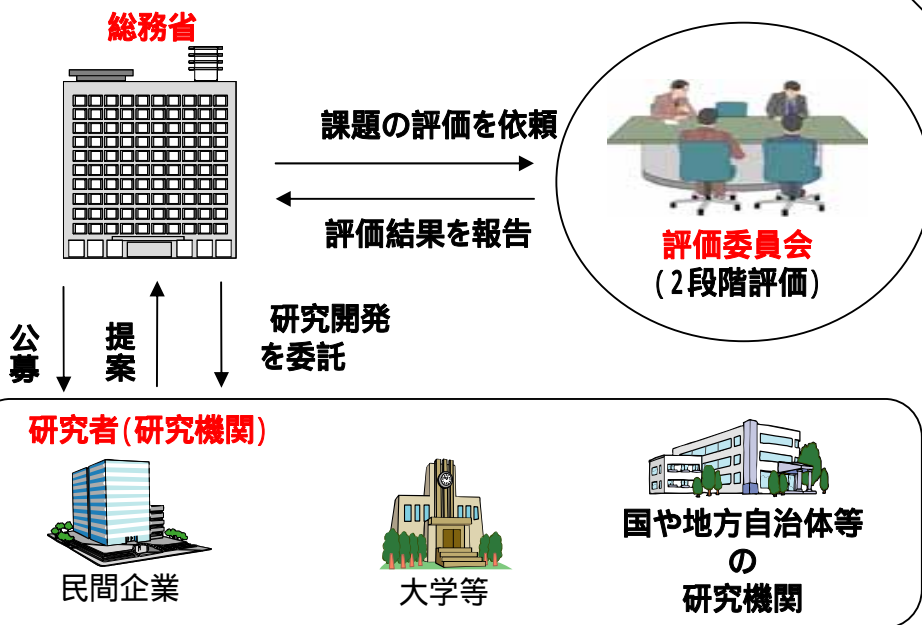 総務省
課題の評価を依頼
評価結果を報告
評価委員会
(2段階評価)
公募
提案
研究開発
を委託
研究者(研究機関)
民間企業
大学等
国や地方自治体等
の
研究機関